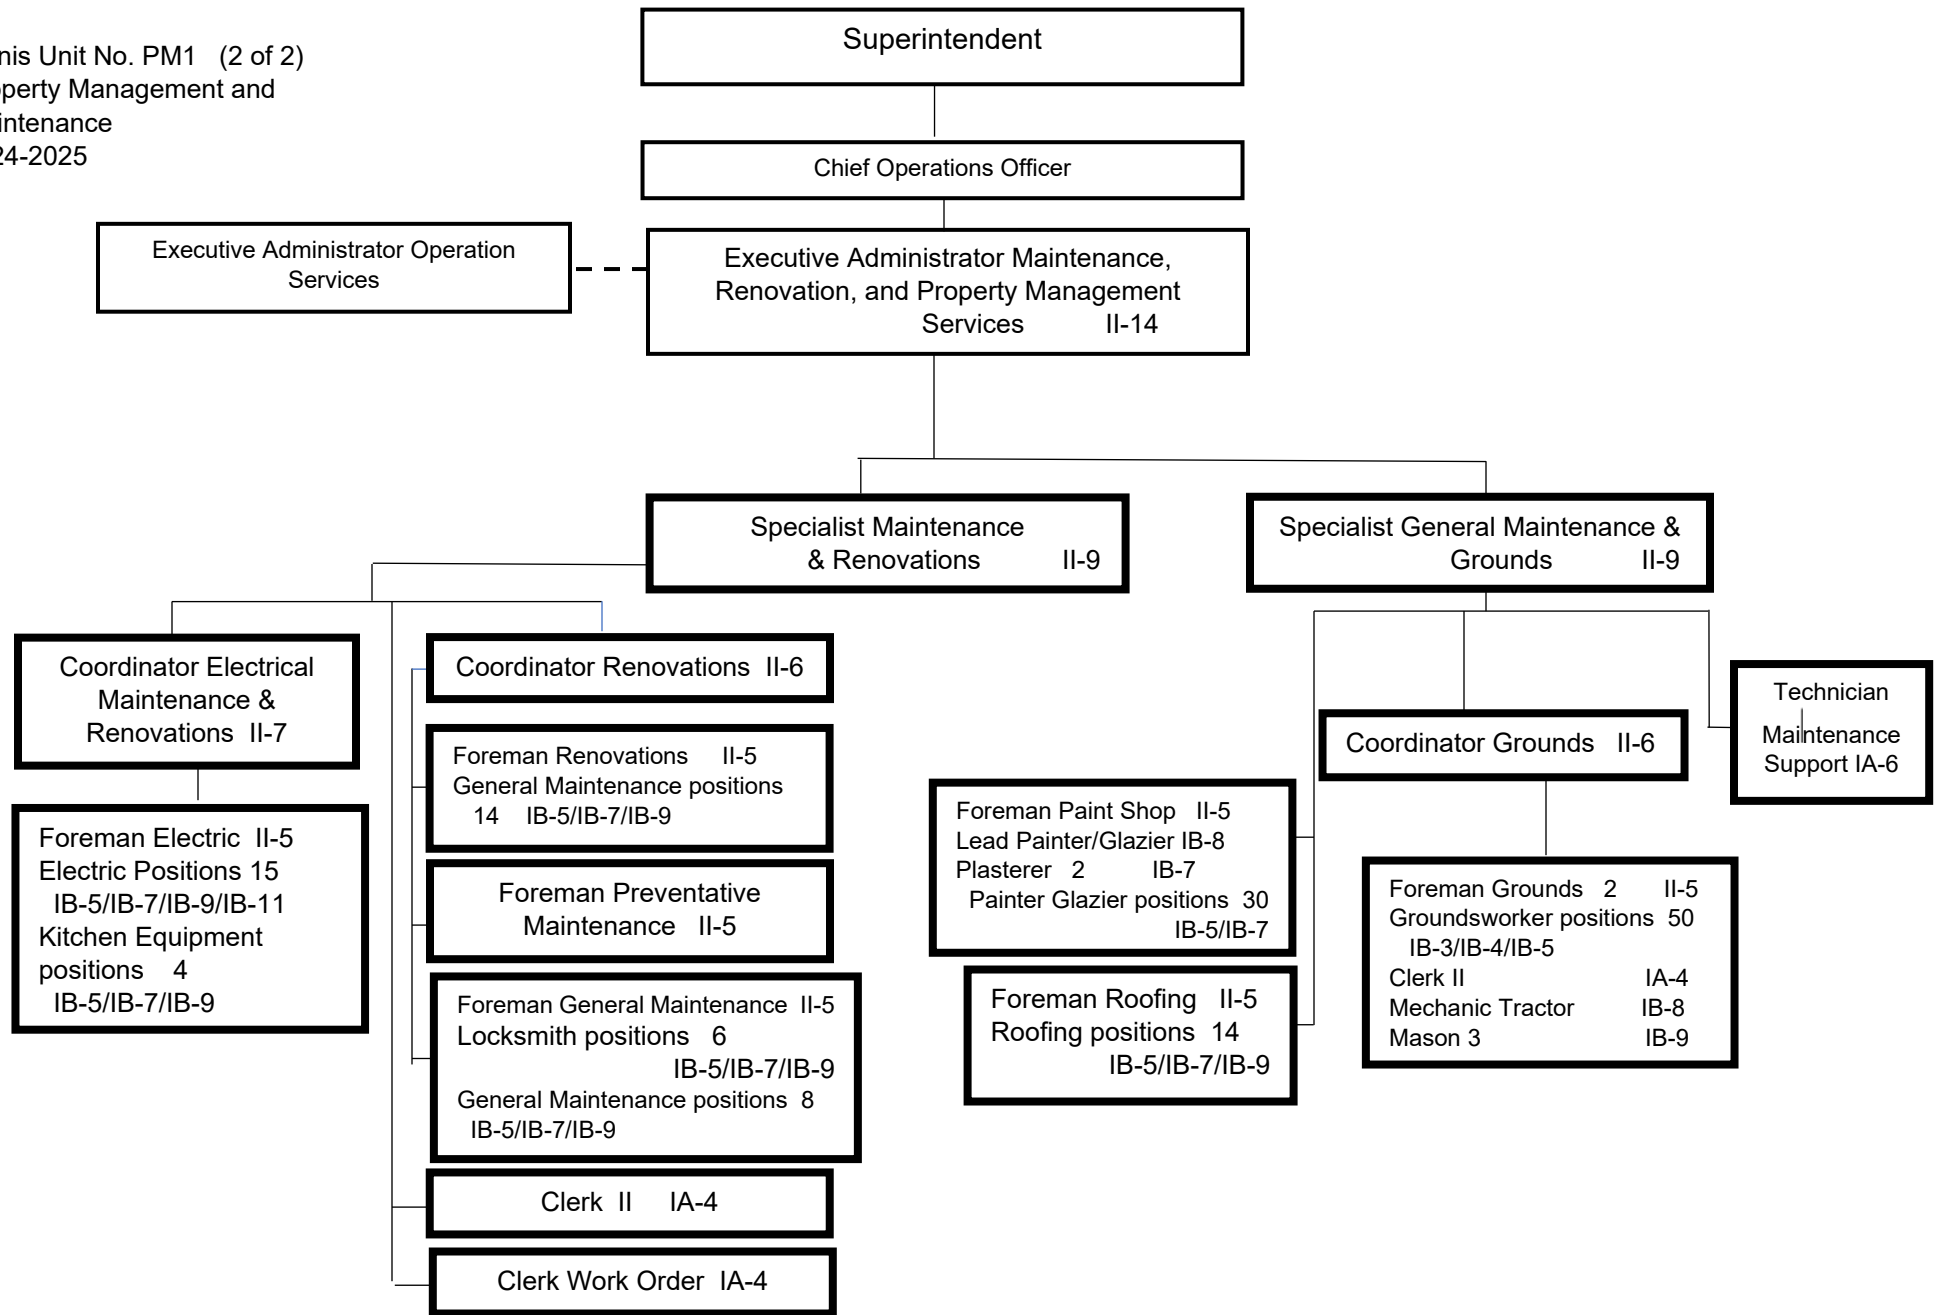 Superintendent
nis Unit No. PM1 (2 of 2)
perty Management and
intenance
24-2025
Chief Operations Officer
Executive Administrator Operation
Services
Executive Administrator Maintenance,
Renovation, and Property Management
Services II-14
Specialist Maintenance
& Renovations II-9
Specialist General Maintenance &
Grounds II-9
Coordinator Electrical
Maintenance &
Renovations II-7
Foreman Electric II-5
Electric Positions 15
IB-5/IB-7/IB-9/IB-11
Kitchen Equipment
positions 4
IB-5/IB-7/IB-9
Coordinator Renovations II-6
Foreman Renovations II-5
General Maintenance positions
14 IB-5/IB-7/IB-9
Foreman Preventative
Maintenance II-5
Foreman General Maintenance II-5
Locksmith positions 6
IB-5/IB-7/IB-9
General Maintenance positions 8
IB-5/IB-7/IB-9
Clerk II IA-4
Clerk Work Order IA-4
Foreman Paint Shop II-5
Lead Painter/Glazier IB-8
Plasterer 2 IB-7
Painter Glazier positions 30
IB-5/IB-7
Foreman Roofing II-5
Roofing positions 14
IB-5/IB-7/IB-9
Coordinator Grounds II-6
Foreman Grounds 2 II-5
Groundsworker positions 50
IB-3/IB-4/IB-5
Clerk II IA-4
Mechanic Tractor IB-8
Mason 3 IB-9
Technician
Maintenance
Support IA-6